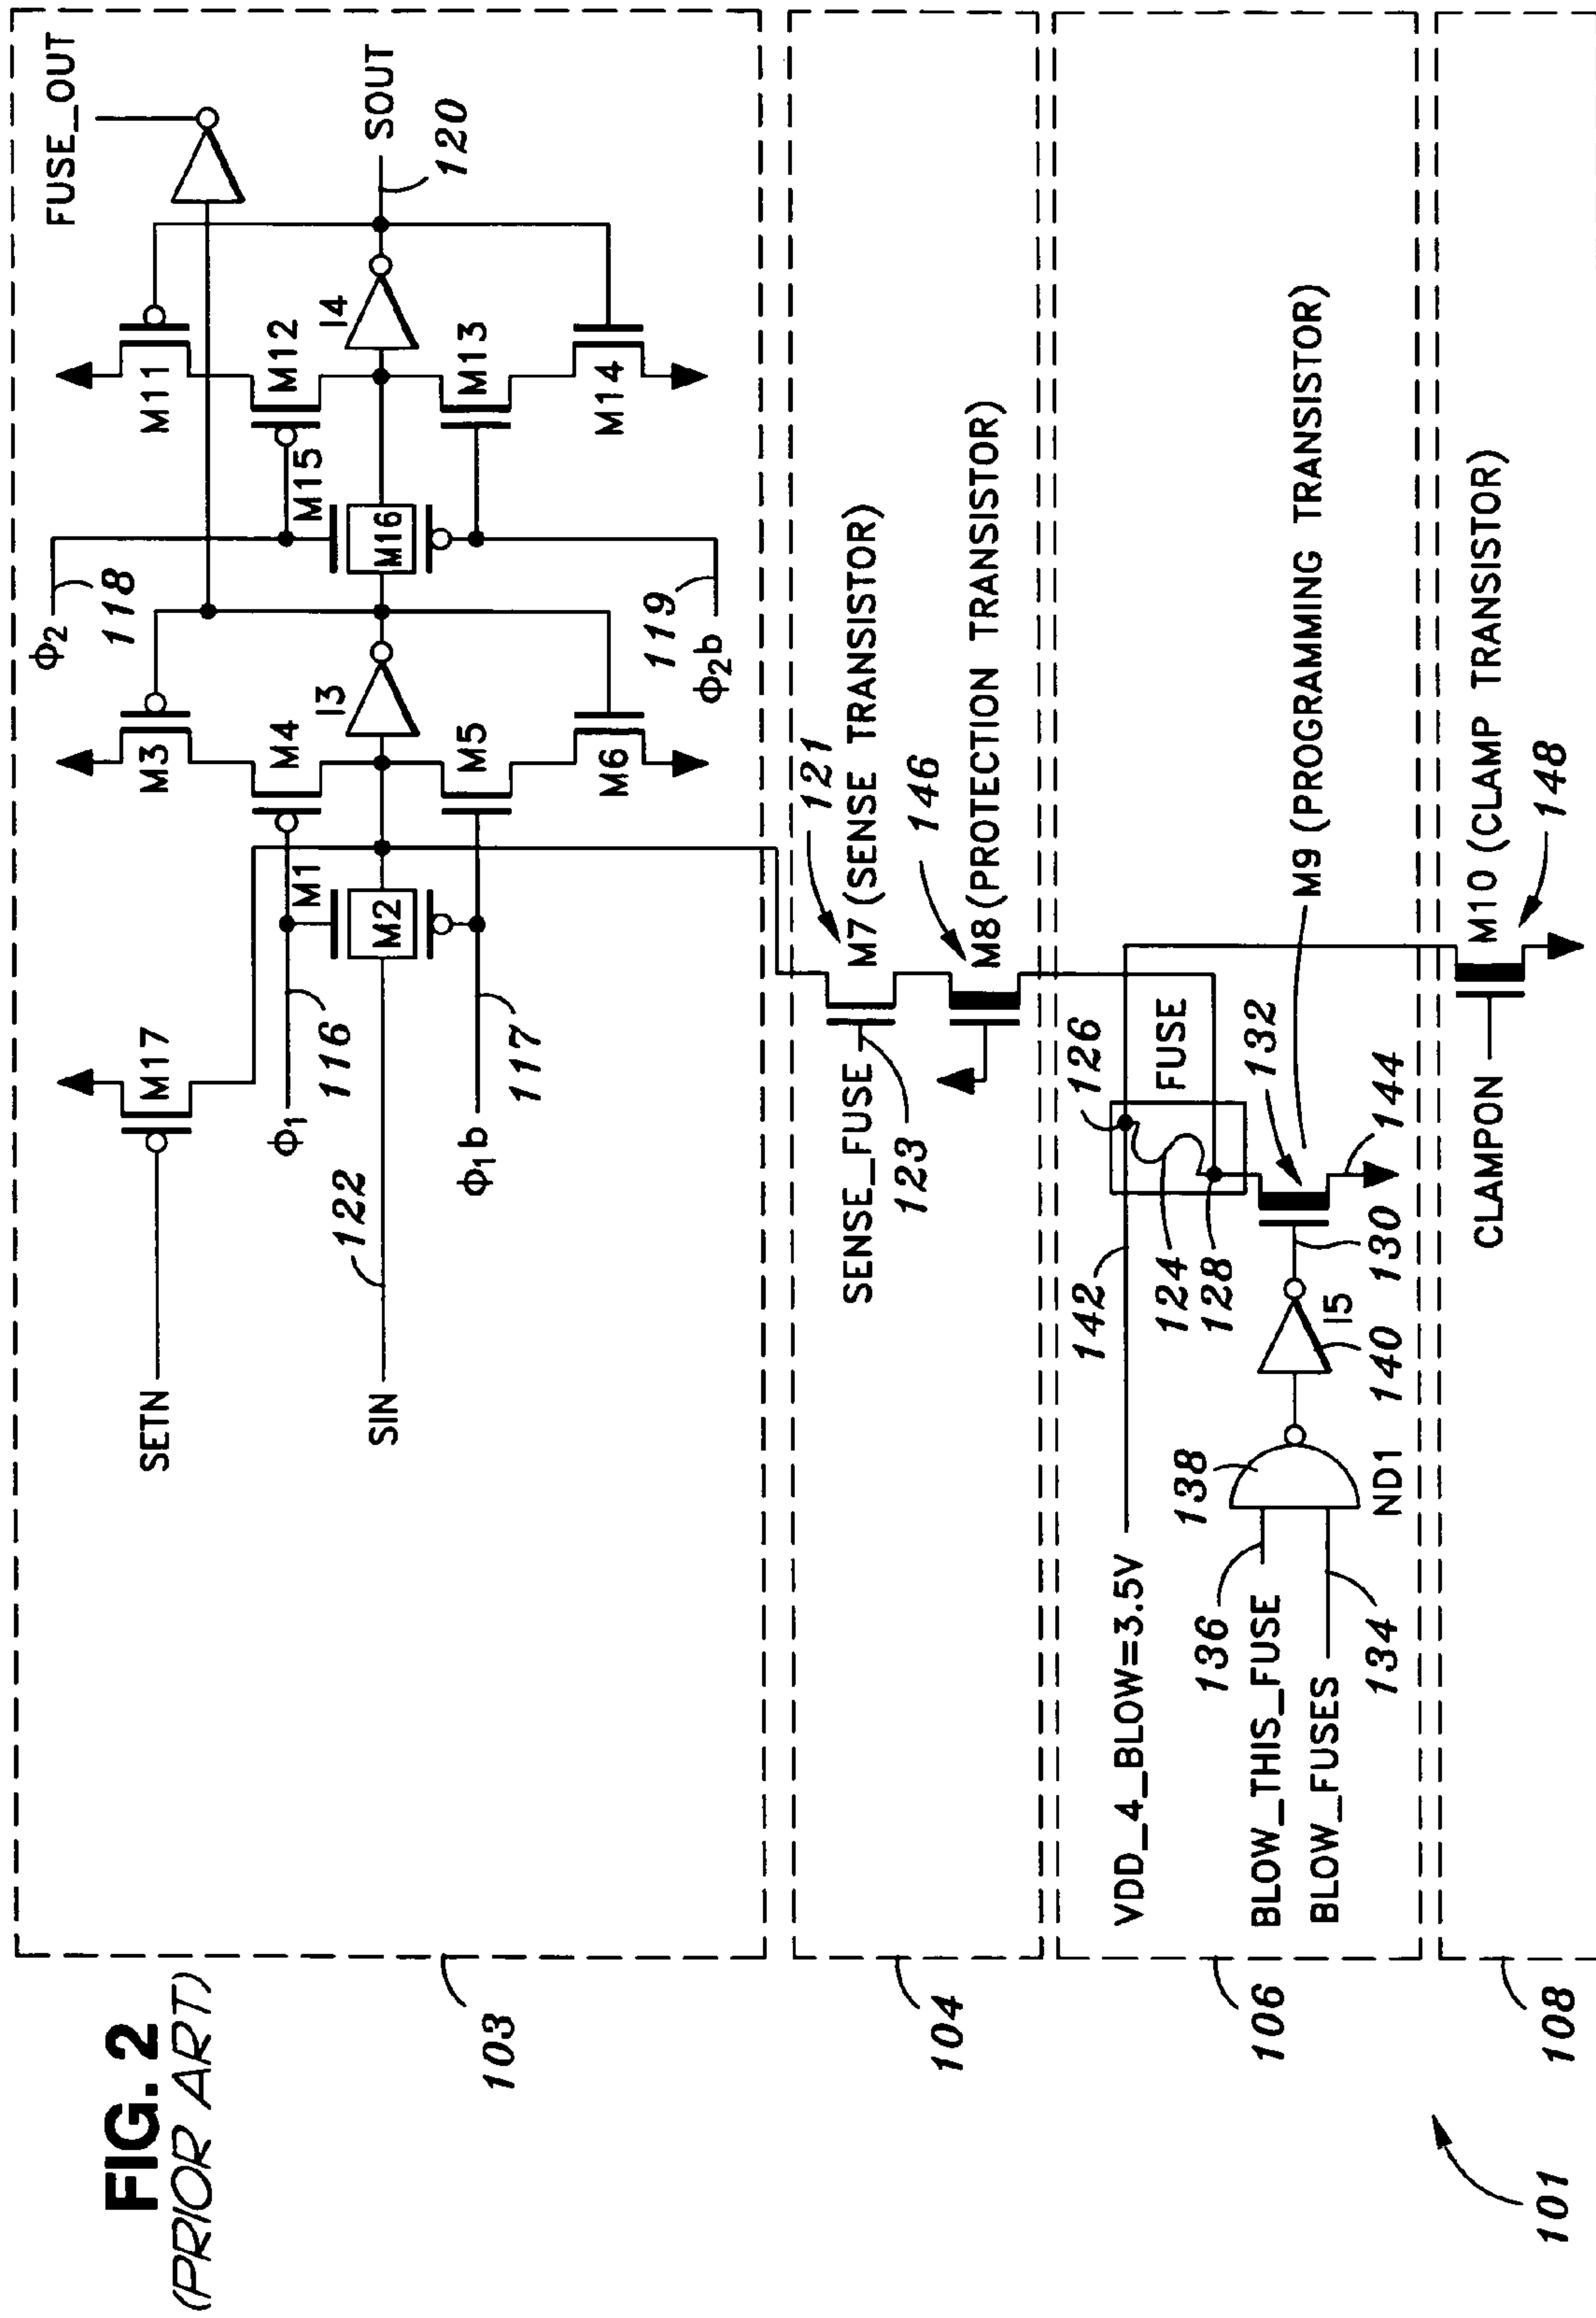 FIG. 2
(PRIOR ART)
FUSE_OUT
SETN
M17
M3
M11
ϕ2
118
ϕ1
116
M1
M4
M15
M12
I3
I4
SIN
122
M2
M16
SOUT
120
ϕ1b
117
M5
M13
M6
M14
119
ϕ2b
103
SENSE_FUSE
123
M7 (SENSE TRANSISTOR)
121
146
M8 (PROTECTION TRANSISTOR)
104
VDD_4_BLOW=3.5V
142
126
FUSE
124
128
132
M9 (PROGRAMMING TRANSISTOR)
136
138
BLOW_THIS_FUSE
BLOW_FUSES
134
ND1
I5
140
130
144
106
CLAMPON
M10 (CLAMP TRANSISTOR)
148
108
101